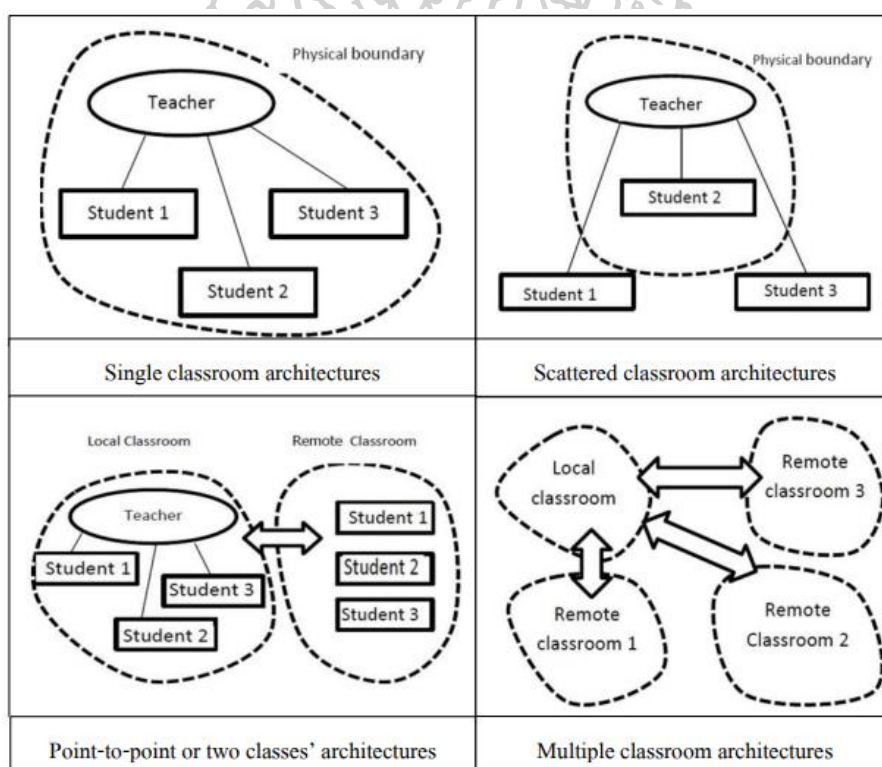 Physical boundary
Teacher
Student 1
Student 3
Student 2
Single classroom architectures
Physical boundary
Teacher
Student 2
Student 1
Student 3
Scattered classroom architectures
Local Classroom
Remote Classroom
Teacher
Student 1
Student 3
Student 2
Student 1
Student 2
Student 3
Point-to-point or two classes’ architectures
Local
classroom
Remote
classroom 3
Remote
classroom 1
Remote
Classroom 2
Multiple classroom architectures